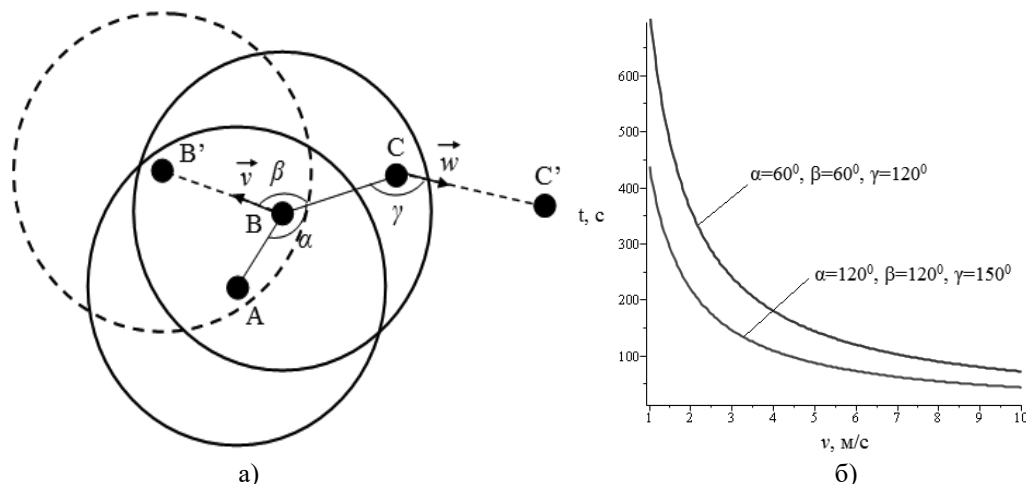 B'
v
β
C
w
C'
B
α
γ
A
а)
600
500
450
400
t, с
300
200
100
1 2 3 4 5 6 7 8 9 10
v, м/с
α=60⁰, β=60⁰, γ=120⁰
α=120⁰, β=120⁰, γ=150⁰
б)